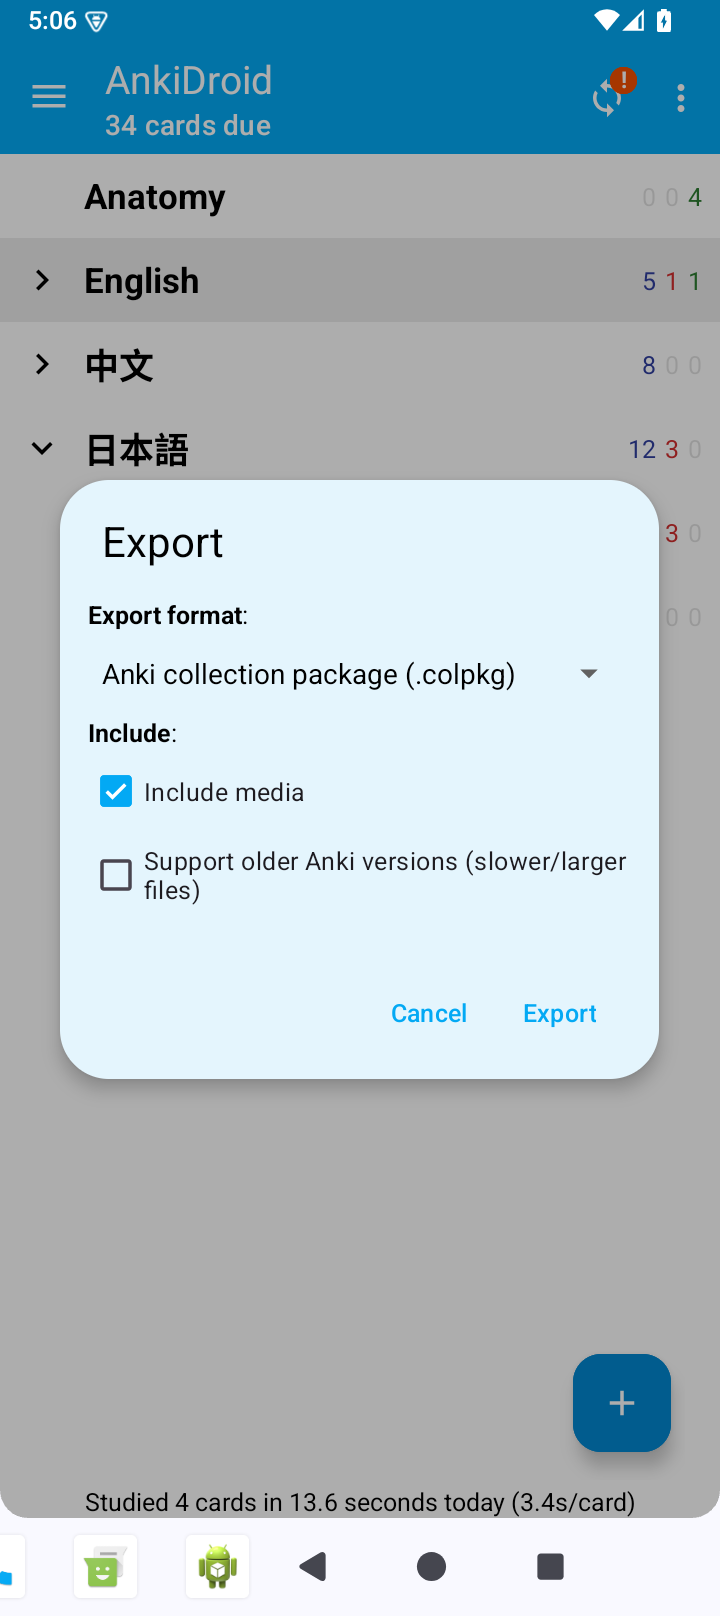 5:06
AnkiDroid
34 cards due
Anatomy 0 0 4
English 5 1 1
中文 8 0 0
日本語 12 3 0
3 0
0 0
Export
Export format:
Anki collection package (.colpkg)
Include:
Include media
Support older Anki versions (slower/larger
files)
Cancel Export
Studied 4 cards in 13.6 seconds today (3.4s/card)